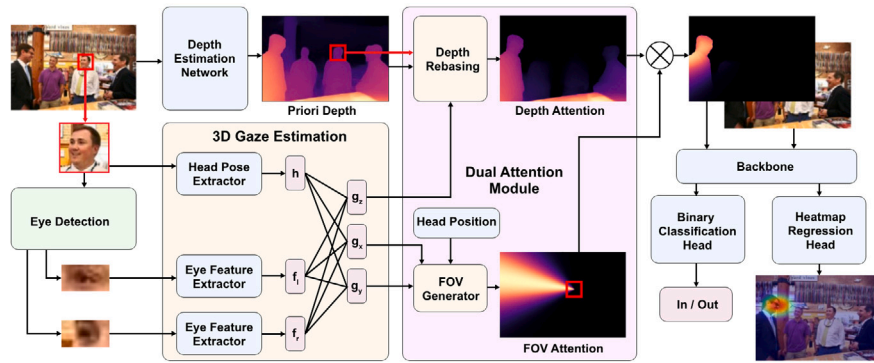 Depth
Estimation
Network
Priori Depth
Depth
Rebasing
Depth Attention
3D Gaze Estimation
Head Pose
Extractor
h
g_z
Dual Attention
Module
Backbone
Eye Detection
Head Position
Binary
Classification
Head
Heatmap
Regression
Head
g_x
Eye Feature
Extractor
f_l
g_y
FOV
Generator
In / Out
Eye Feature
Extractor
f_r
FOV Attention